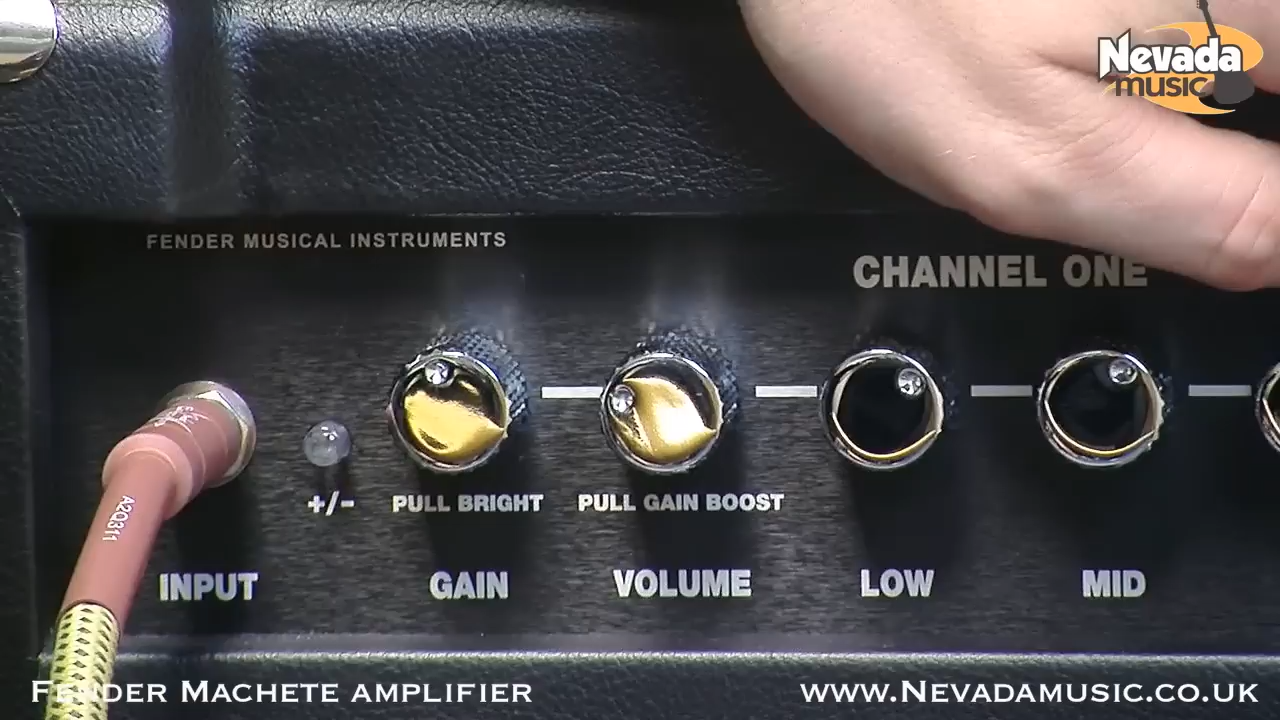 Nevada
music
FENDER MUSICAL INSTRUMENTS
CHANNEL ONE
A2Q311
+/-
PULL BRIGHT
PULL GAIN BOOST
INPUT
GAIN
VOLUME
LOW
MID
FENDER MACHETE AMPLIFIER
WWW.NEVADAMUSIC.CO.UK